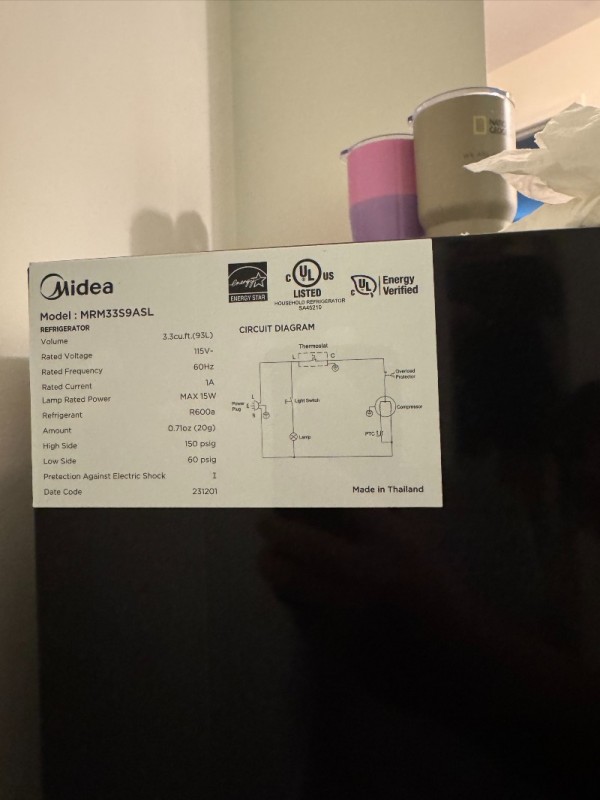 Midea
energy
ENERGY STAR
C UL US
LISTED
HOUSEHOLD REFRIGERATOR
SA45210
C UL Energy
Verified
Model : MRM33S9ASL
REFRIGERATOR
Volume 3.3cu.ft.(93L)
Rated Voltage 115V~
Rated Frequency 60Hz
Rated Current 1A
Lamp Rated Power MAX 15W
Refrigerant R600a
Amount 0.71oz (20g)
High Side 150 psig
Low Side 60 psig
Protection Against Electric Shock I
Date Code 231201
CIRCUIT DIAGRAM
Thermostat
L C
Overload
Protector
Power
Plug
L
E
Light Switch
Compressor
Lamp
PTC
Made in Thailand